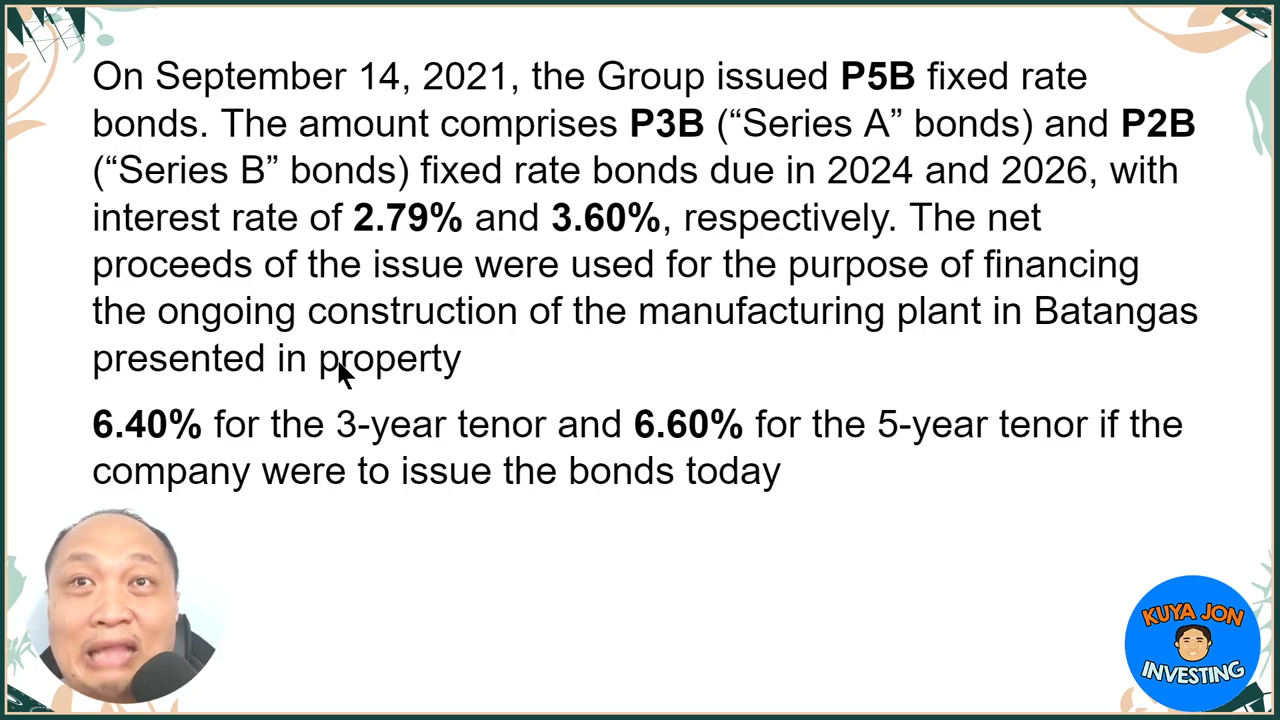 On September 14, 2021, the Group issued P5B fixed rate
bonds. The amount comprises P3B (“Series A” bonds) and P2B
(“Series B” bonds) fixed rate bonds due in 2024 and 2026, with
interest rate of 2.79% and 3.60%, respectively. The net
proceeds of the issue were used for the purpose of financing
the ongoing construction of the manufacturing plant in Batangas
presented in property
6.40% for the 3-year tenor and 6.60% for the 5-year tenor if the
company were to issue the bonds today
KUYA JON
INVESTING